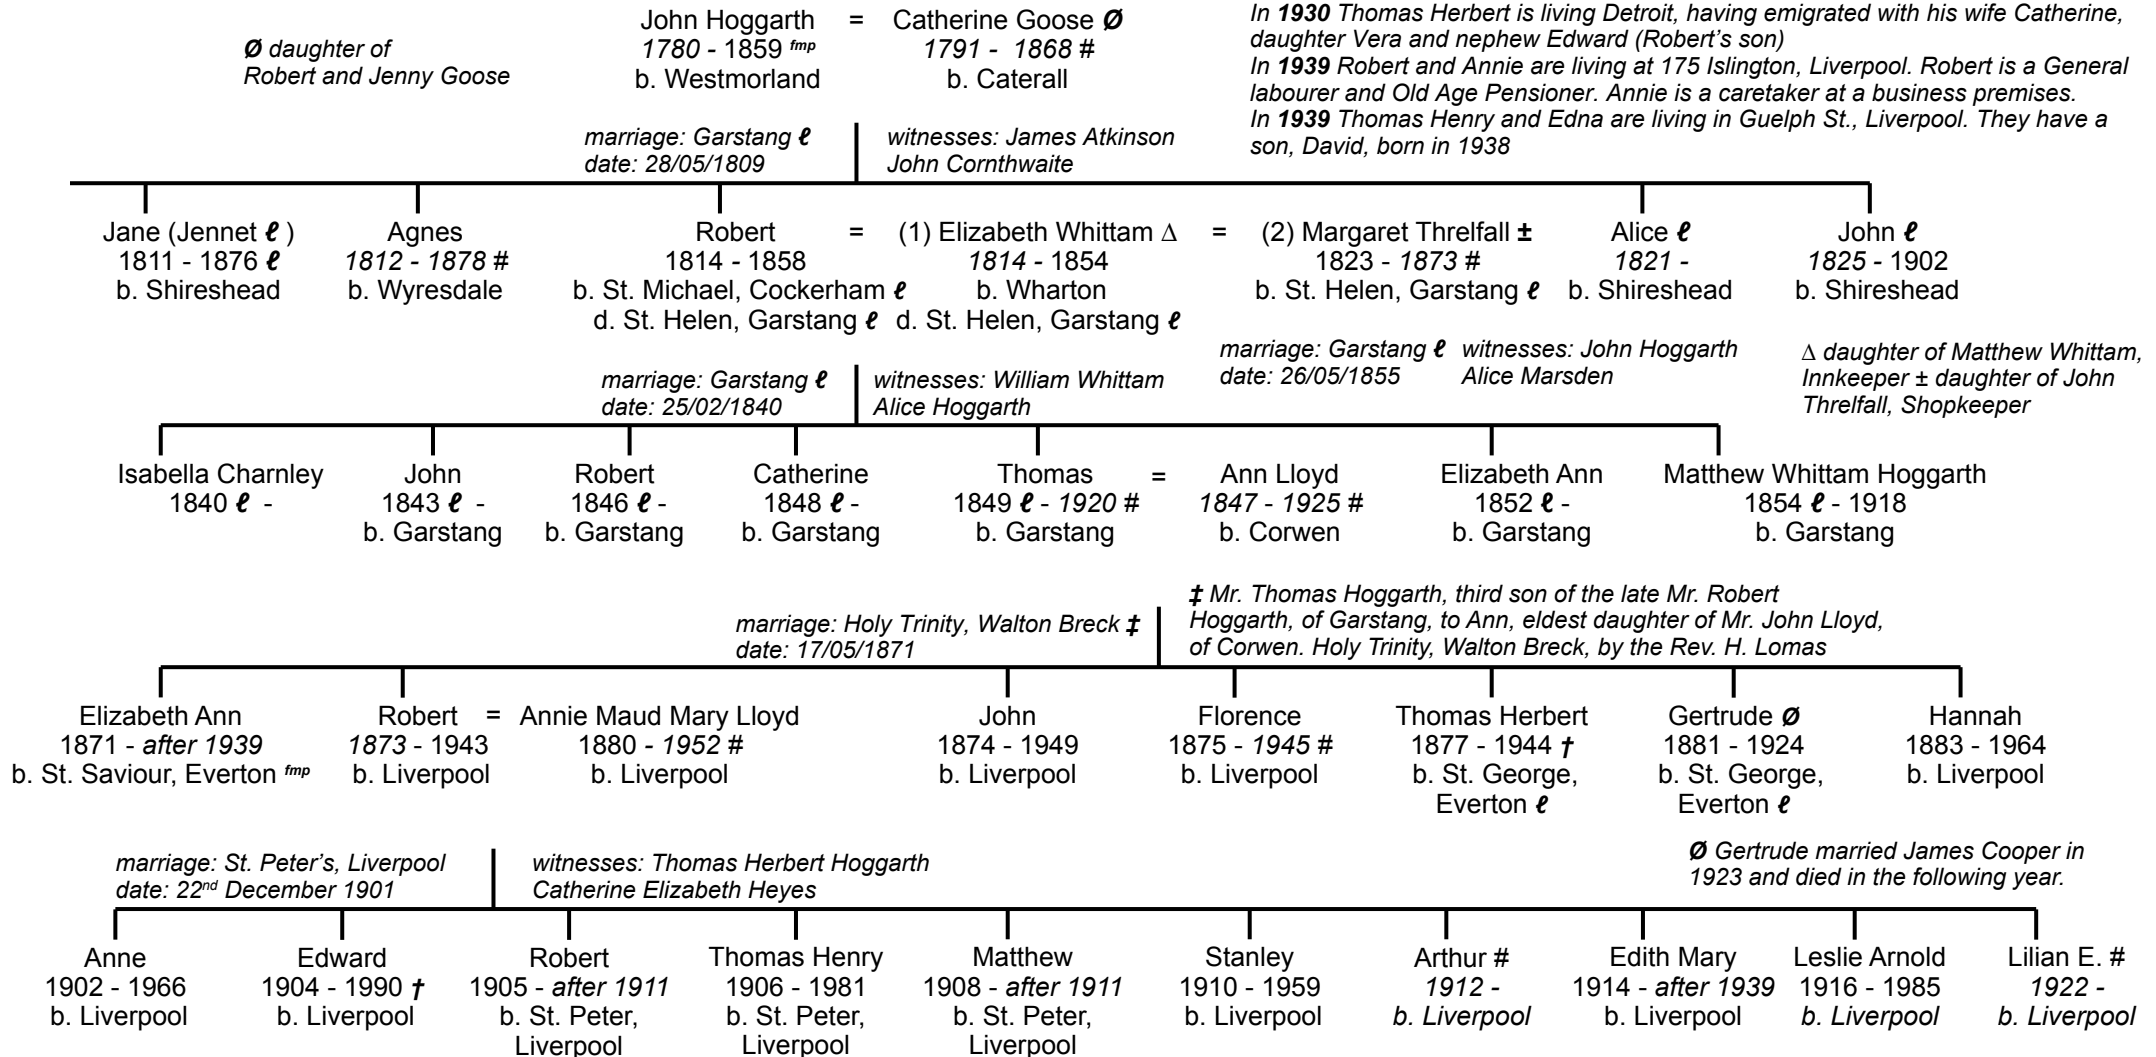 John Hoggarth = Catherine Goose Ø
1780 - 1859 fmp 1791 - 1868 #
b. Westmorland b. Caterall
Ø daughter of
Robert and Jenny Goose
In 1930 Thomas Herbert is living Detroit, having emigrated with his wife Catherine,
daughter Vera and nephew Edward (Robert's son)
In 1939 Robert and Annie are living at 175 Islington, Liverpool. Robert is a General
labourer and Old Age Pensioner. Annie is a caretaker at a business premises.
In 1939 Thomas Henry and Edna are living in Guelph St., Liverpool. They have a
son, David, born in 1938
marriage: Garstang ℓ witnesses: James Atkinson
date: 28/05/1809 John Cornthwaite
Jane (Jennet ℓ ) Agnes Robert = (1) Elizabeth Whittam ∆ = (2) Margaret Threlfall ± Alice ℓ John ℓ
1811 - 1876 ℓ 1812 - 1878 # 1814 - 1858 1814 - 1854 1823 - 1873 # 1821 - 1825 - 1902
b. Shireshead b. Wyresdale b. St. Michael, Cockerham ℓ b. Wharton b. St. Helen, Garstang ℓ b. Shireshead b. Shireshead
d. St. Helen, Garstang ℓ d. St. Helen, Garstang ℓ
marriage: Garstang ℓ witnesses: John Hoggarth
date: 26/05/1855 Alice Marsden
∆ daughter of Matthew Whittam,
Innkeeper ± daughter of John
Threlfall, Shopkeeper
marriage: Garstang ℓ witnesses: William Whittam
date: 25/02/1840 Alice Hoggarth
Isabella Charnley John Robert Catherine Thomas = Ann Lloyd Elizabeth Ann Matthew Whittam Hoggarth
1840 ℓ - 1843 ℓ - 1846 ℓ - 1848 ℓ - 1849 ℓ - 1920 # 1847 - 1925 # 1852 ℓ - 1854 ℓ - 1918
b. Garstang b. Garstang b. Garstang b. Garstang b. Corwen b. Garstang b. Garstang
marriage: Holy Trinity, Walton Breck ‡
date: 17/05/1871
‡ Mr. Thomas Hoggarth, third son of the late Mr. Robert
Hoggarth, of Garstang, to Ann, eldest daughter of Mr. John Lloyd,
of Corwen. Holy Trinity, Walton Breck, by the Rev. H. Lomas
Elizabeth Ann Robert = Annie Maud Mary Lloyd John Florence Thomas Herbert Gertrude Ø Hannah
1871 - after 1939 1873 - 1943 1880 - 1952 # 1874 - 1949 1875 - 1945 # 1877 - 1944 † 1881 - 1924 1883 - 1964
b. St. Saviour, Everton fmp b. Liverpool b. Liverpool b. Liverpool b. Liverpool b. St. George, b. St. George, b. Liverpool
Everton ℓ Everton ℓ
marriage: St. Peter's, Liverpool witnesses: Thomas Herbert Hoggarth
date: 22nd December 1901 Catherine Elizabeth Heyes
Ø Gertrude married James Cooper in
1923 and died in the following year.
Anne Edward Robert Thomas Henry Matthew Stanley Arthur # Edith Mary Leslie Arnold Lilian E. #
1902 - 1966 1904 - 1990 † 1905 - after 1911 1906 - 1981 1908 - after 1911 1910 - 1959 1912 - 1914 - after 1939 1916 - 1985 1922 -
b. Liverpool b. Liverpool b. St. Peter, b. St. Peter, b. St. Peter, b. Liverpool b. Liverpool b. Liverpool b. Liverpool b. Liverpool
Liverpool Liverpool Liverpool